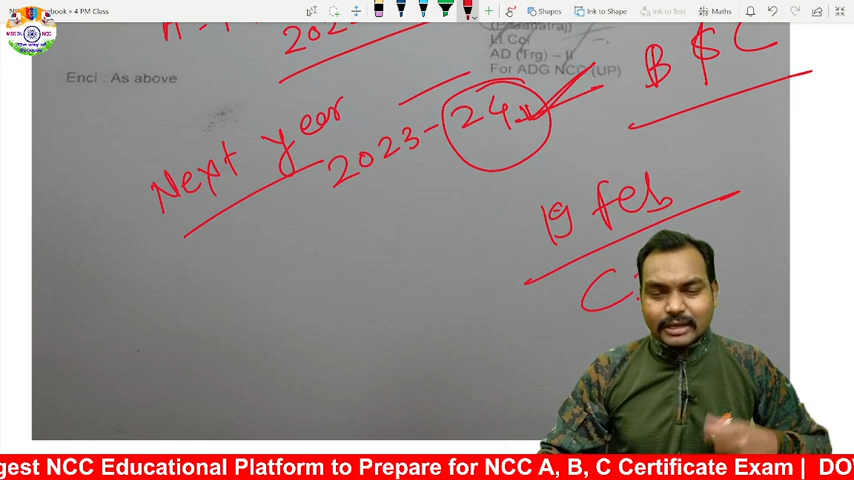 ebook > 4 PM Class
Shapes
Ink to Shape
Ink to Text
Maths
202
Lt Col
AD (Trg) - II
For ADG NCC (UP)
Encl : As above
B & C
Next year 2023-24
19 feb
C
gest NCC Educational Platform to Prepare for NCC A, B, C Certificate Exam | DO